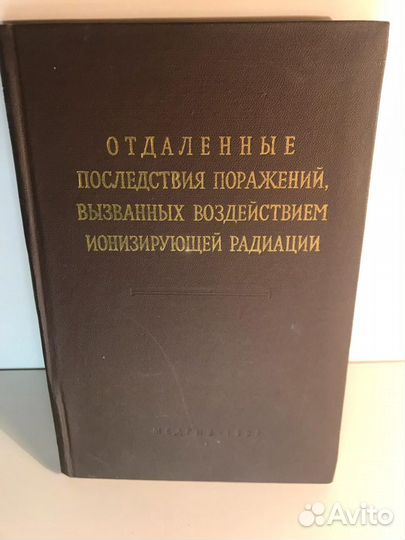 ОТДАЛЕННЫЕ
ПОСЛЕДСТВИЯ ПОРАЖЕНИЙ,
ВЫЗВАННЫХ ВОЗДЕЙСТВИЕМ
ИОНИЗИРУЮЩЕЙ РАДИАЦИИ
Avito